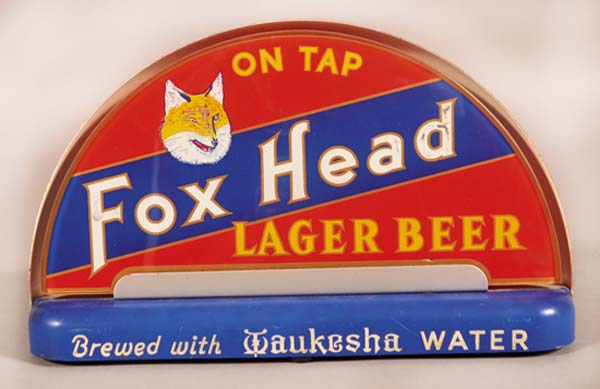 ON TAP
Fox Head
LAGER BEER
Brewed with Waukesha WATER